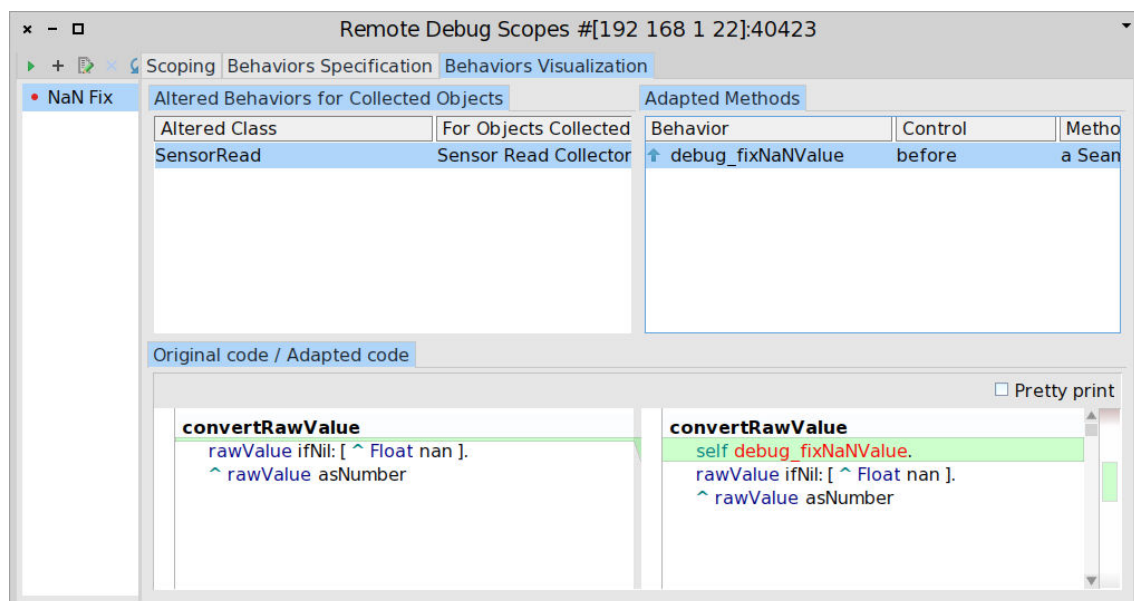 Remote Debug Scopes #[192 168 1 22]:40423
Scoping Behaviors Specification Behaviors Visualization
NaN Fix
Altered Behaviors for Collected Objects
Altered Class For Objects Collected
SensorRead Sensor Read Collector
Adapted Methods
Behavior Control Metho
debug_fixNaNValue before a Sean
Original code / Adapted code
Pretty print
convertRawValue
rawValue ifNil: [ ^ Float nan ].
^ rawValue asNumber
convertRawValue
self debug_fixNaNValue.
rawValue ifNil: [ ^ Float nan ].
^ rawValue asNumber